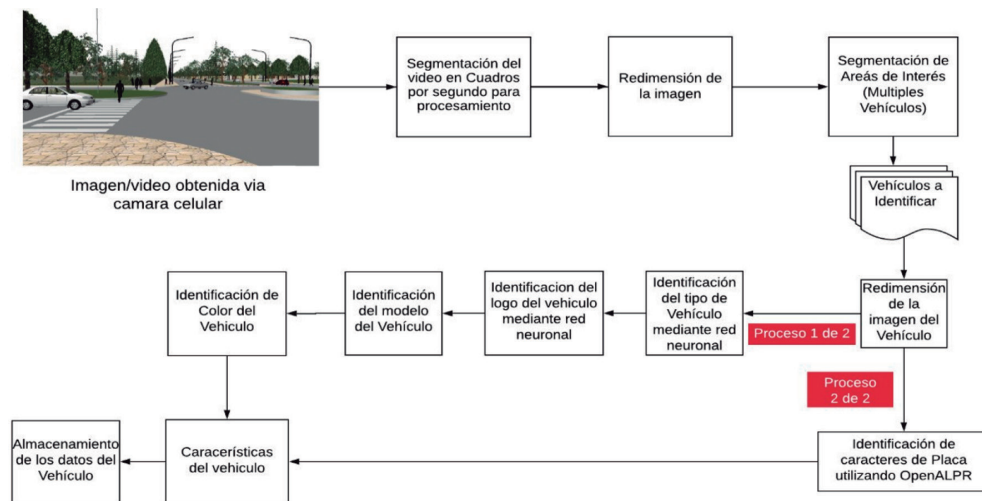 Segmentación del
video en Cuadros
por segundo para
procesamiento
Redimensión de
la imagen
Segmentación de
Areás de Interés
(Multiples
Vehículos)
Imagen/video obtenida via
camara celular
Vehículos a
Identificar
Identificación de
Color del
Vehiculo
Identificación
del modelo
del Vehículo
Identificacion del
logo del vehiculo
mediante red
neuronal
Identificación
del tipo de
Vehículo
mediante red
neuronal
Proceso 1 de 2
Redimensión
de la
imagen del
Vehículo
Proceso
2 de 2
Almacenamiento
de los datos del
Vehículo
Caracerísticas
del vehiculo
Identificación de
caracteres de Placa
utilizando OpenALPR